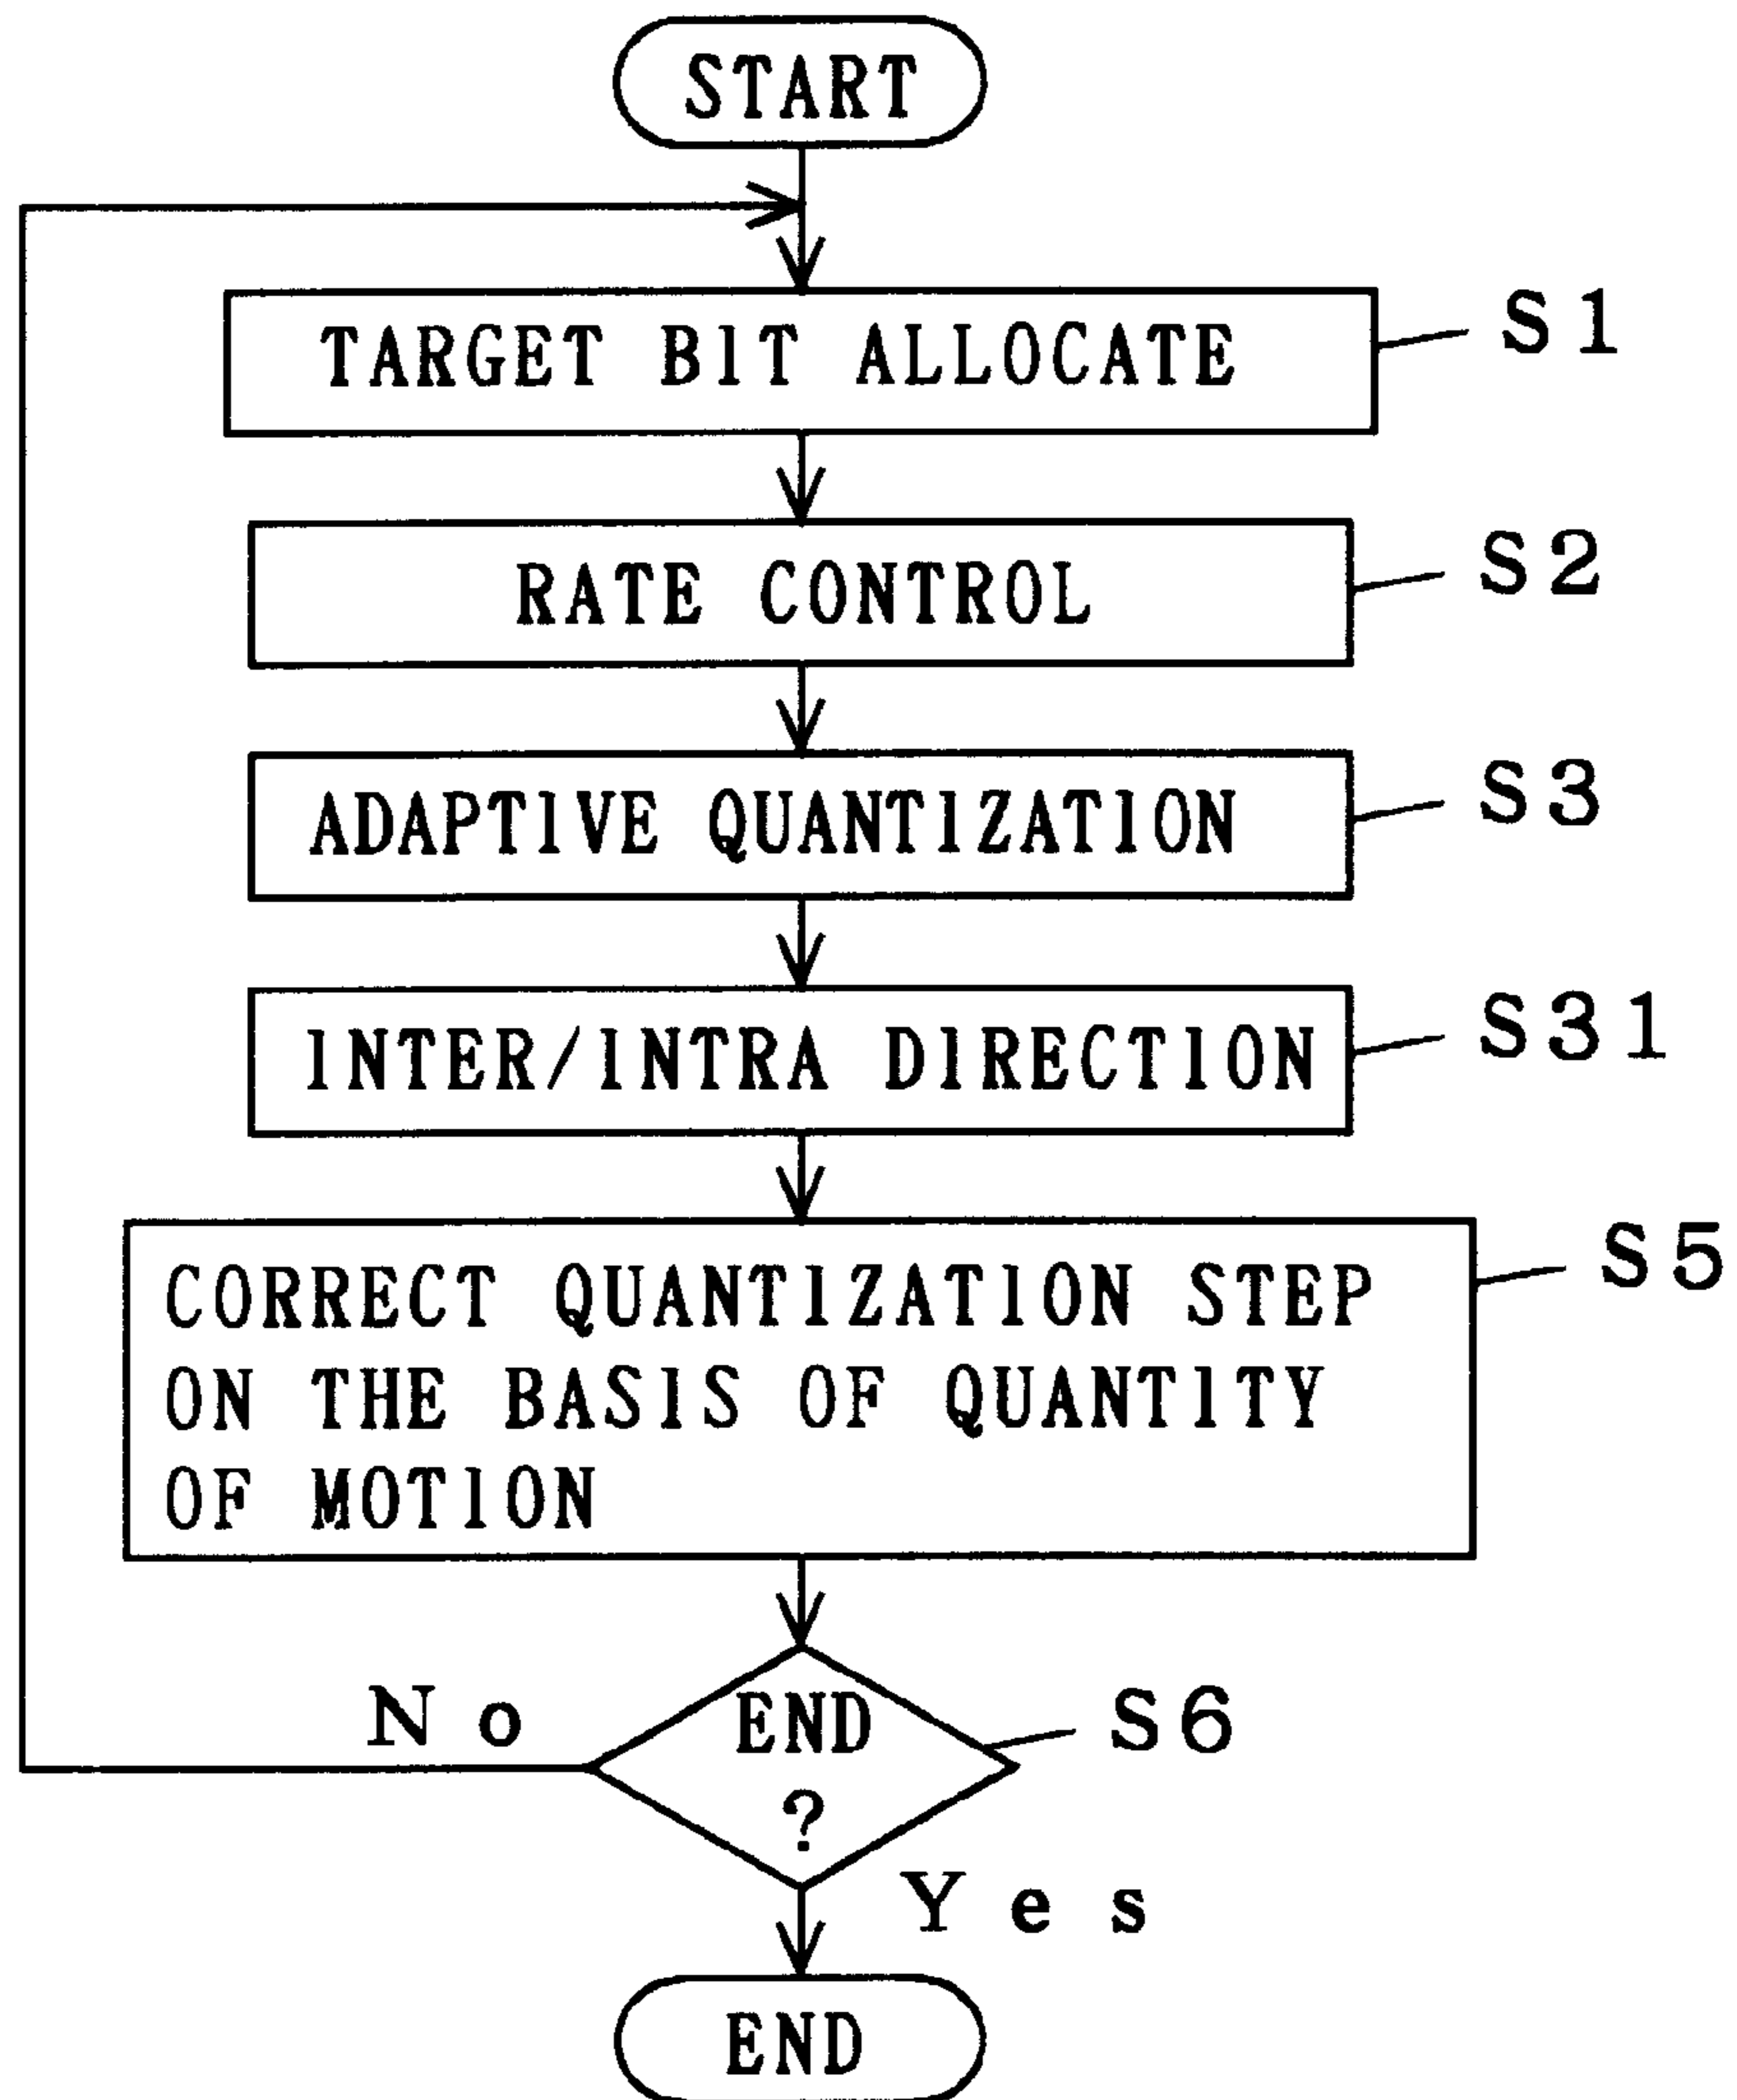 START
TARGET BIT ALLOCATE
S1
RATE CONTROL
S2
ADAPTIVE QUANTIZATION
S3
INTER/INTRA DIRECTION
S31
CORRECT QUANTIZATION STEP
ON THE BASIS OF QUANTITY
OF MOTION
S5
END
?
S6
No
Yes
END